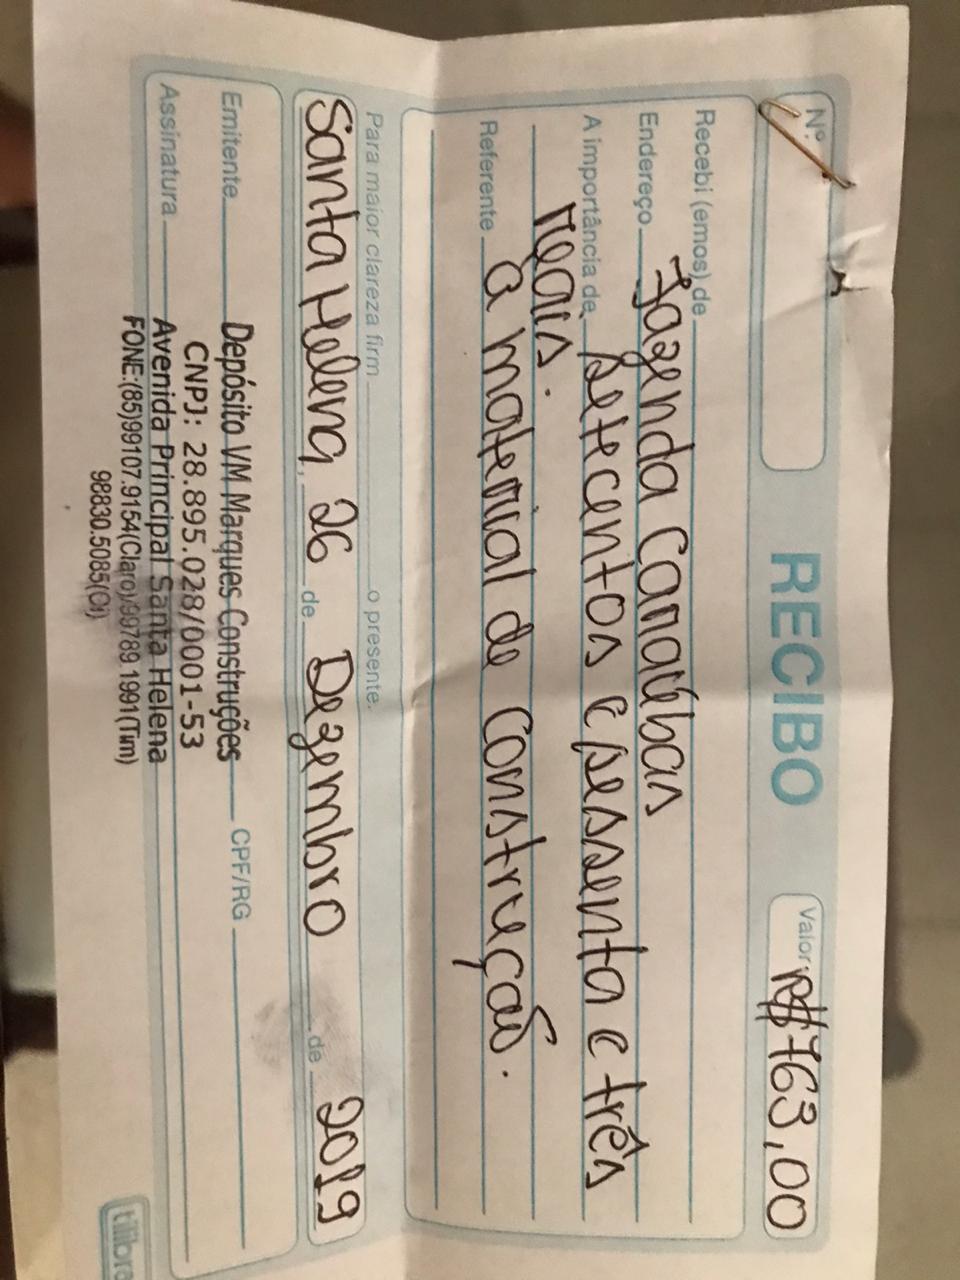 Nº.
RECIBO
Valor R$ 763,00
Recebi (emos) de
Endereço Fazenda Carnaúbas
A importância de setecentos e sessenta e três
reais.
Referente a material de construção.
Para maior clareza firm o presente.
Santa Helena, 26 de Dezembro de 2019
Emitente Depósito VM Marques Construções CPF/RG
CNPJ: 28.895.028/0001-53
Assinatura Avenida Principal Santa Helena
FONE:(85)99107.9154(Claro)/99789.1991(Tim)
98830.5085(Oi)
tilibra